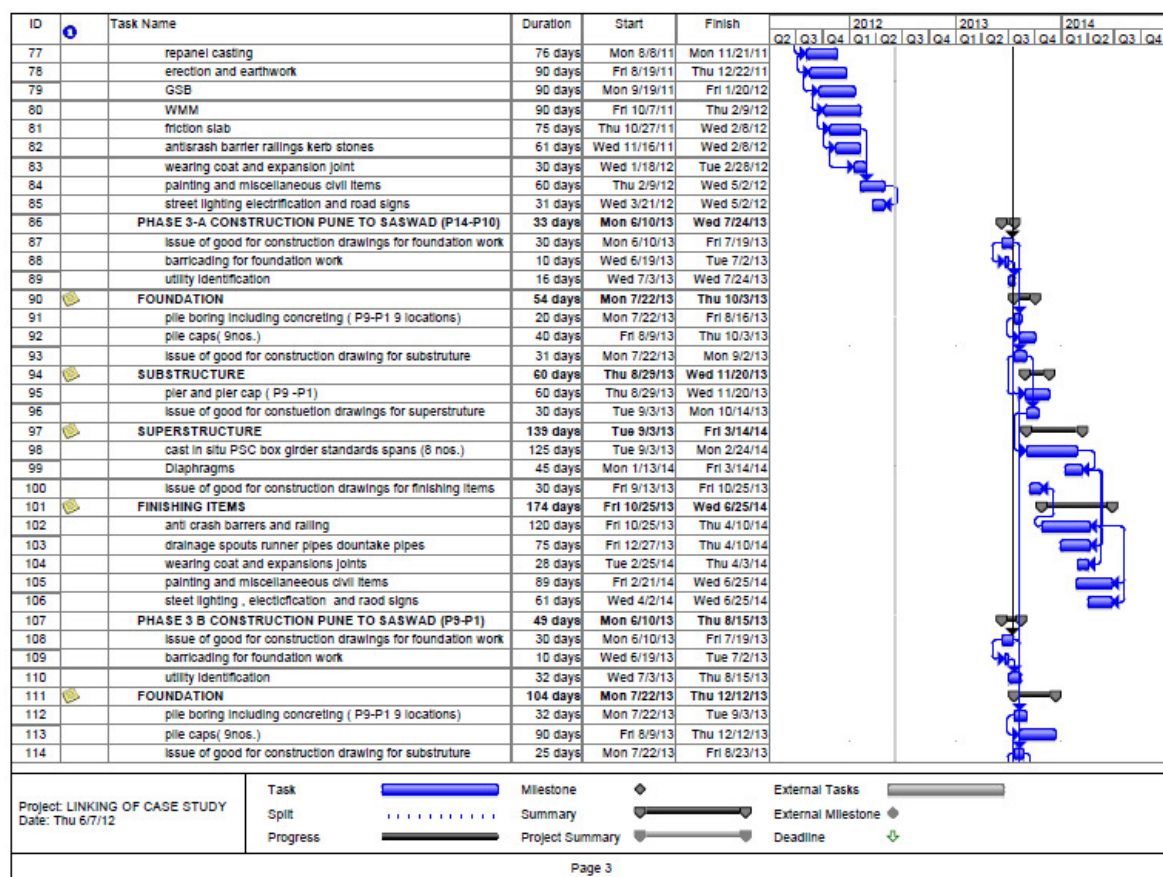 ID Task Name Duration Start Finish 2012 2013 2014
Q2 Q3 Q4 Q1 Q2 Q3 Q4 Q1 Q2 Q3 Q4 Q1 Q2 Q3 Q4
77 repanel casting 76 days Mon 8/8/11 Mon 11/21/11
78 erection and earthwork 90 days Fri 8/19/11 Thu 12/22/11
79 GSB 90 days Mon 9/19/11 Fri 1/20/12
80 WMM 90 days Fri 10/7/11 Thu 2/9/12
81 friction slab 75 days Thu 10/27/11 Wed 2/8/12
82 antisrash barrier railings kerb stones 61 days Wed 11/16/11 Wed 2/8/12
83 wearing coat and expansion joint 30 days Wed 1/18/12 Tue 2/28/12
84 painting and miscellaneous civil items 60 days Thu 2/9/12 Wed 5/2/12
85 street lighting electrification and road signs 31 days Wed 3/21/12 Wed 5/2/12
86 PHASE 3-A CONSTRUCTION PUNE TO SASWAD (P14-P10) 33 days Mon 6/10/13 Wed 7/24/13
87 issue of good for construction drawings for foundation work 30 days Mon 6/10/13 Fri 7/19/13
88 barricading for foundation work 10 days Wed 6/19/13 Tue 7/2/13
89 utility identification 16 days Wed 7/3/13 Wed 7/24/13
90 FOUNDATION 54 days Mon 7/22/13 Thu 10/3/13
91 pile boring including concreting ( P9-P1 9 locations) 20 days Mon 7/22/13 Fri 8/16/13
92 pile caps( 9nos.) 40 days Fri 8/9/13 Thu 10/3/13
93 issue of good for construction drawing for substruture 31 days Mon 7/22/13 Mon 9/2/13
94 SUBSTRUCTURE 60 days Thu 8/29/13 Wed 11/20/13
95 pier and pier cap ( P9 -P1) 60 days Thu 8/29/13 Wed 11/20/13
96 issue of good for constuetion drawings for superstruture 30 days Tue 9/3/13 Mon 10/14/13
97 SUPERSTRUCTURE 139 days Tue 9/3/13 Fri 3/14/14
98 cast in situ PSC box girder standards spans (8 nos.) 125 days Tue 9/3/13 Mon 2/24/14
99 Diaphragms 45 days Mon 1/13/14 Fri 3/14/14
100 issue of good for construction drawings for finishing items 30 days Fri 9/13/13 Fri 10/25/13
101 FINISHING ITEMS 174 days Fri 10/25/13 Wed 6/25/14
102 anti crash barrers and railing 120 days Fri 10/25/13 Thu 4/10/14
103 drainage spouts runner pipes dountake pipes 75 days Fri 12/27/13 Thu 4/10/14
104 wearing coat and expansions joints 28 days Tue 2/25/14 Thu 4/3/14
105 painting and miscellaneeous civil items 89 days Fri 2/21/14 Wed 6/25/14
106 steet lighting , electicfication and raod signs 61 days Wed 4/2/14 Wed 6/25/14
107 PHASE 3 B CONSTRUCTION PUNE TO SASWAD (P9-P1) 49 days Mon 6/10/13 Thu 8/15/13
108 issue of good for construction drawings for foundation work 30 days Mon 6/10/13 Fri 7/19/13
109 barricading for foundation work 10 days Wed 6/19/13 Tue 7/2/13
110 utility identification 32 days Wed 7/3/13 Thu 8/15/13
111 FOUNDATION 104 days Mon 7/22/13 Thu 12/12/13
112 pile boring including concreting ( P9-P1 9 locations) 32 days Mon 7/22/13 Tue 9/3/13
113 pile caps( 9nos.) 90 days Fri 8/9/13 Thu 12/12/13
114 issue of good for construction drawing for substruture 25 days Mon 7/22/13 Fri 8/23/13
Project: LINKING OF CASE STUDY
Date: Thu 6/7/12
Task Milestone External Tasks
Split Summary External Milestone
Progress Project Summary Deadline
Page 3